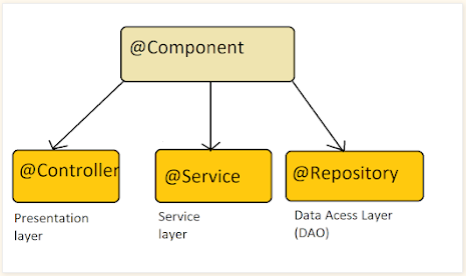 @Component
@Controller
@Service
@Repository
Presentation
layer
Service
layer
Data Acess Layer
(DAO)